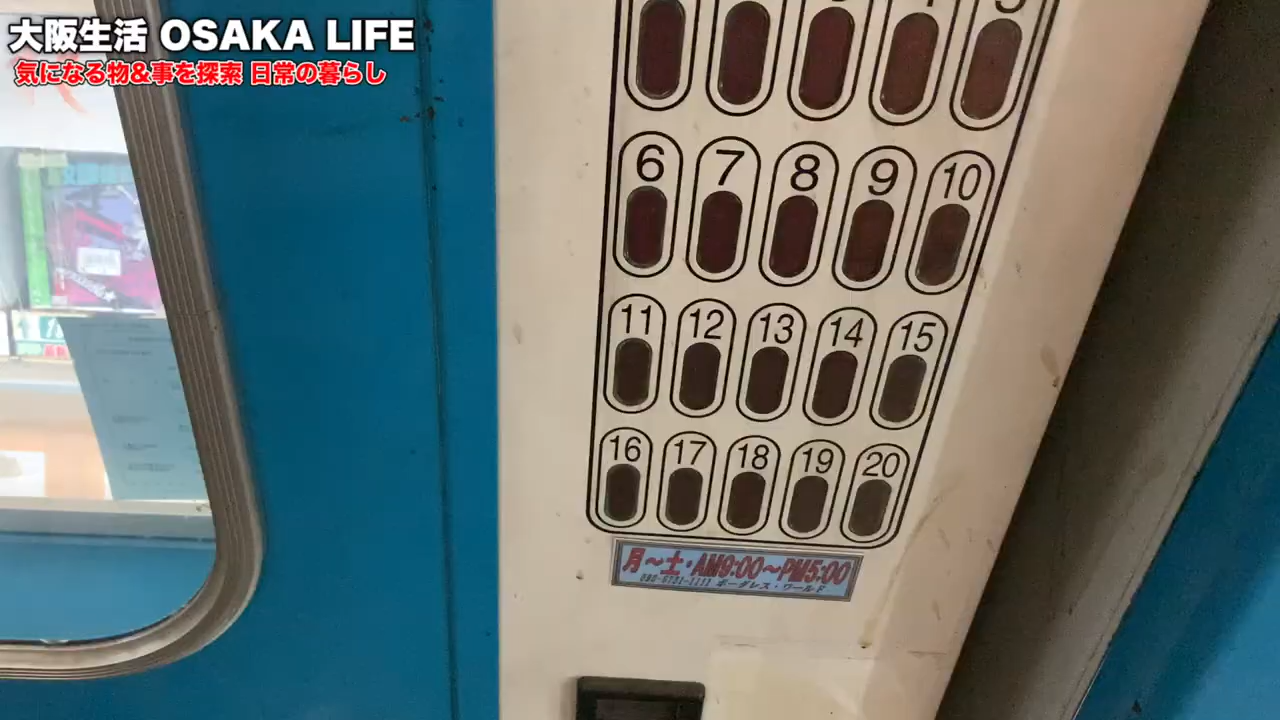 大阪生活 OSAKA LIFE
気になる物&事を探索 日常の暮らし
6 7 8 9 10
11 12 13 14 15
16 17 18 19 20
月～土・AM9:00～PM5:00
ボーダレス・ワールド